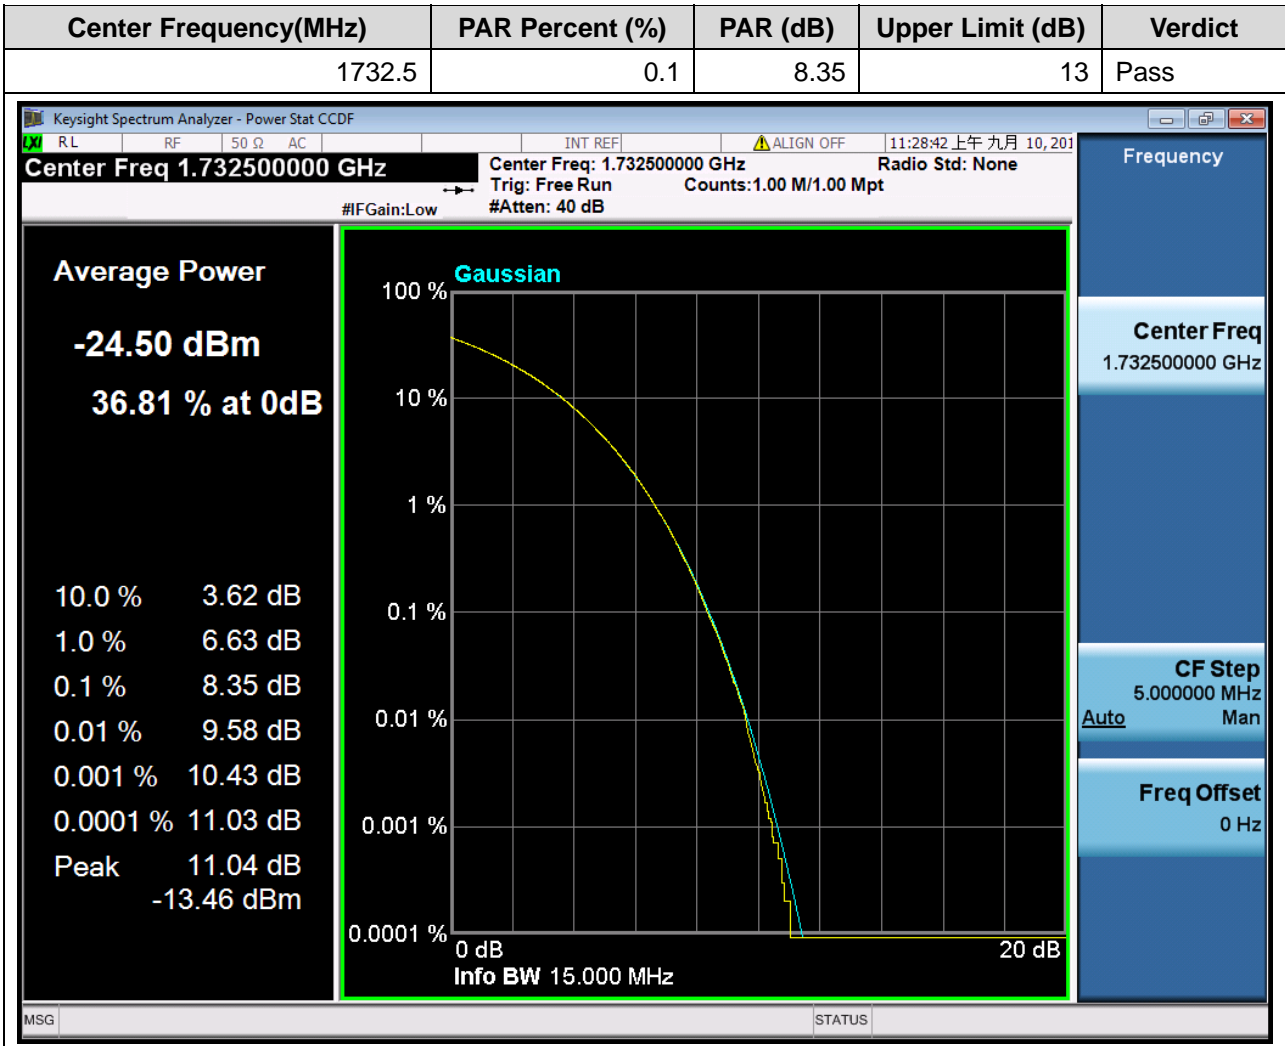 Center Frequency(MHz) PAR Percent (%) PAR (dB) Upper Limit (dB) Verdict
1732.5 0.1 8.35 13 Pass
Keysight Spectrum Analyzer - Power Stat CCDF
LXI RL RF 50 Ω AC INT REF ALIGN OFF 11:28:42 上午 九月 10, 201
Center Freq 1.732500000 GHz
#IFGain:Low
Center Freq: 1.732500000 GHz Radio Std: None
Trig: Free Run Counts:1.00 M/1.00 Mpt
#Atten: 40 dB
Average Power
-24.50 dBm
36.81 % at 0dB
10.0 % 3.62 dB
1.0 % 6.63 dB
0.1 % 8.35 dB
0.01 % 9.58 dB
0.001 % 10.43 dB
0.0001 % 11.03 dB
Peak 11.04 dB
-13.46 dBm
Gaussian
100 %
10 %
1 %
0.1 %
0.01 %
0.001 %
0.0001 %
0 dB 20 dB
Info BW 15.000 MHz
Frequency
Center Freq
1.732500000 GHz
CF Step
5.000000 MHz
Auto Man
Freq Offset
0 Hz
MSG STATUS